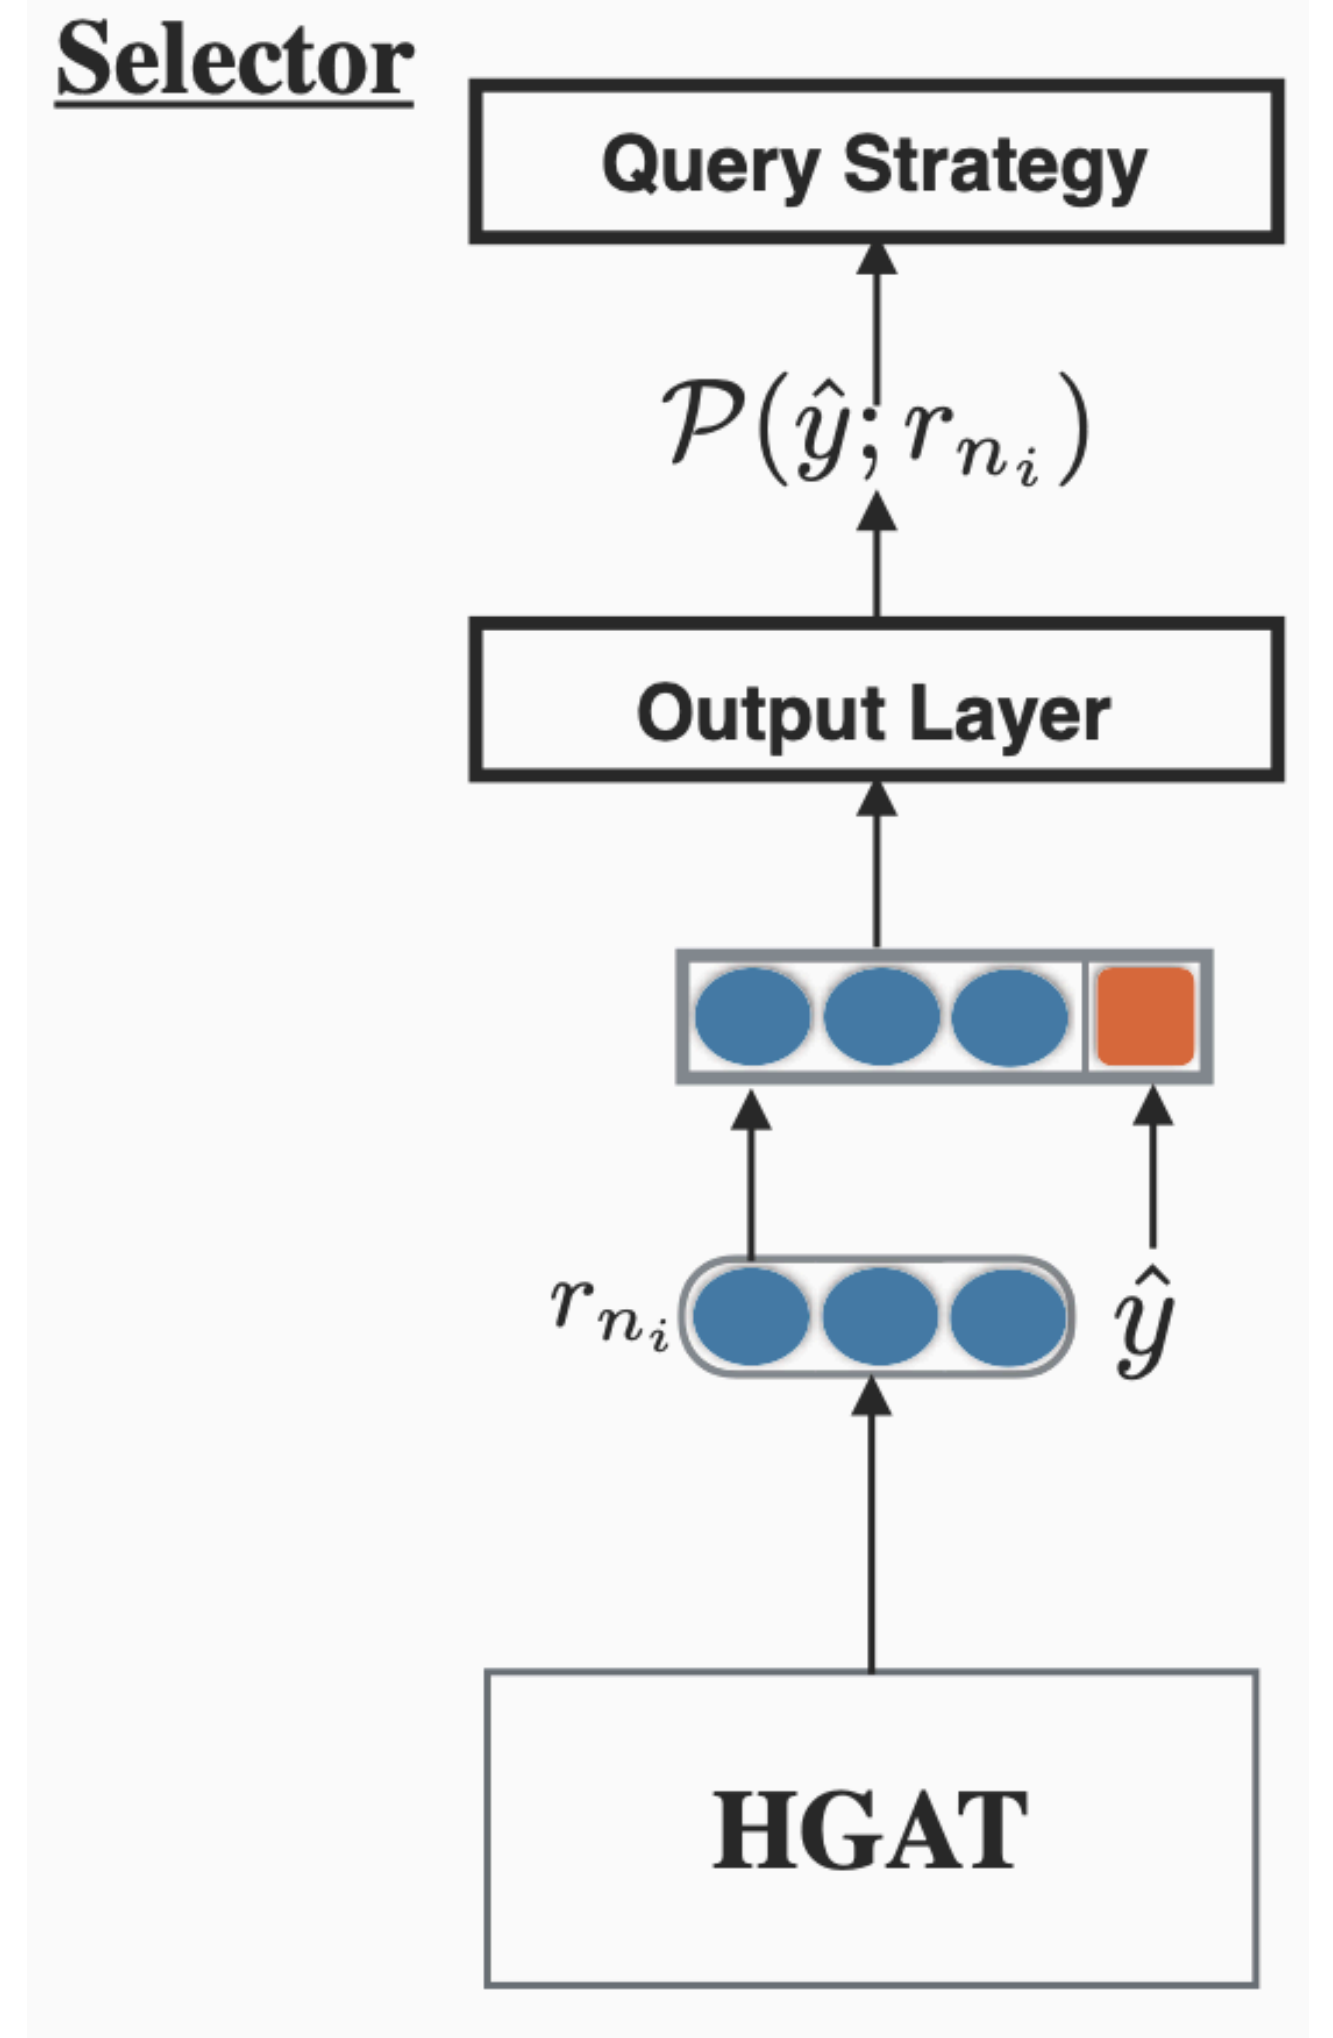 Selector
Query Strategy
𝒫(ŷ; r_{n_i})
Output Layer
r_{n_i} ŷ
HGAT